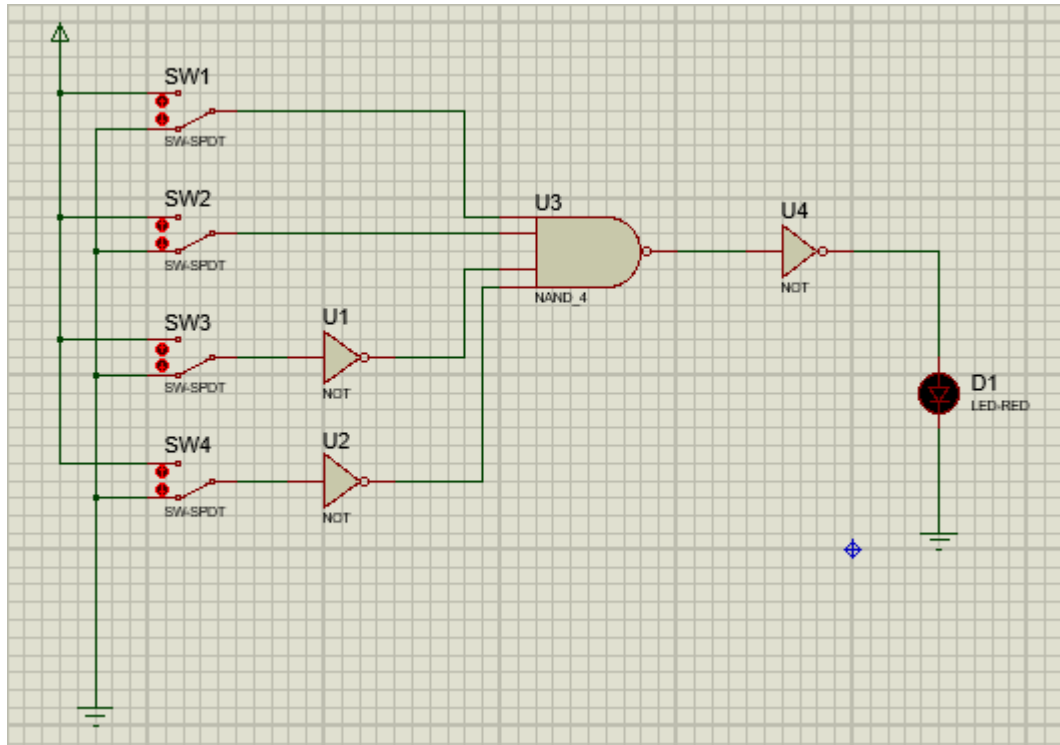 SW1
SW-SPDT
SW2
SW-SPDT
U3
NAND_4
U4
NOT
SW3
SW-SPDT
U1
NOT
D1
LED-RED
SW4
SW-SPDT
U2
NOT